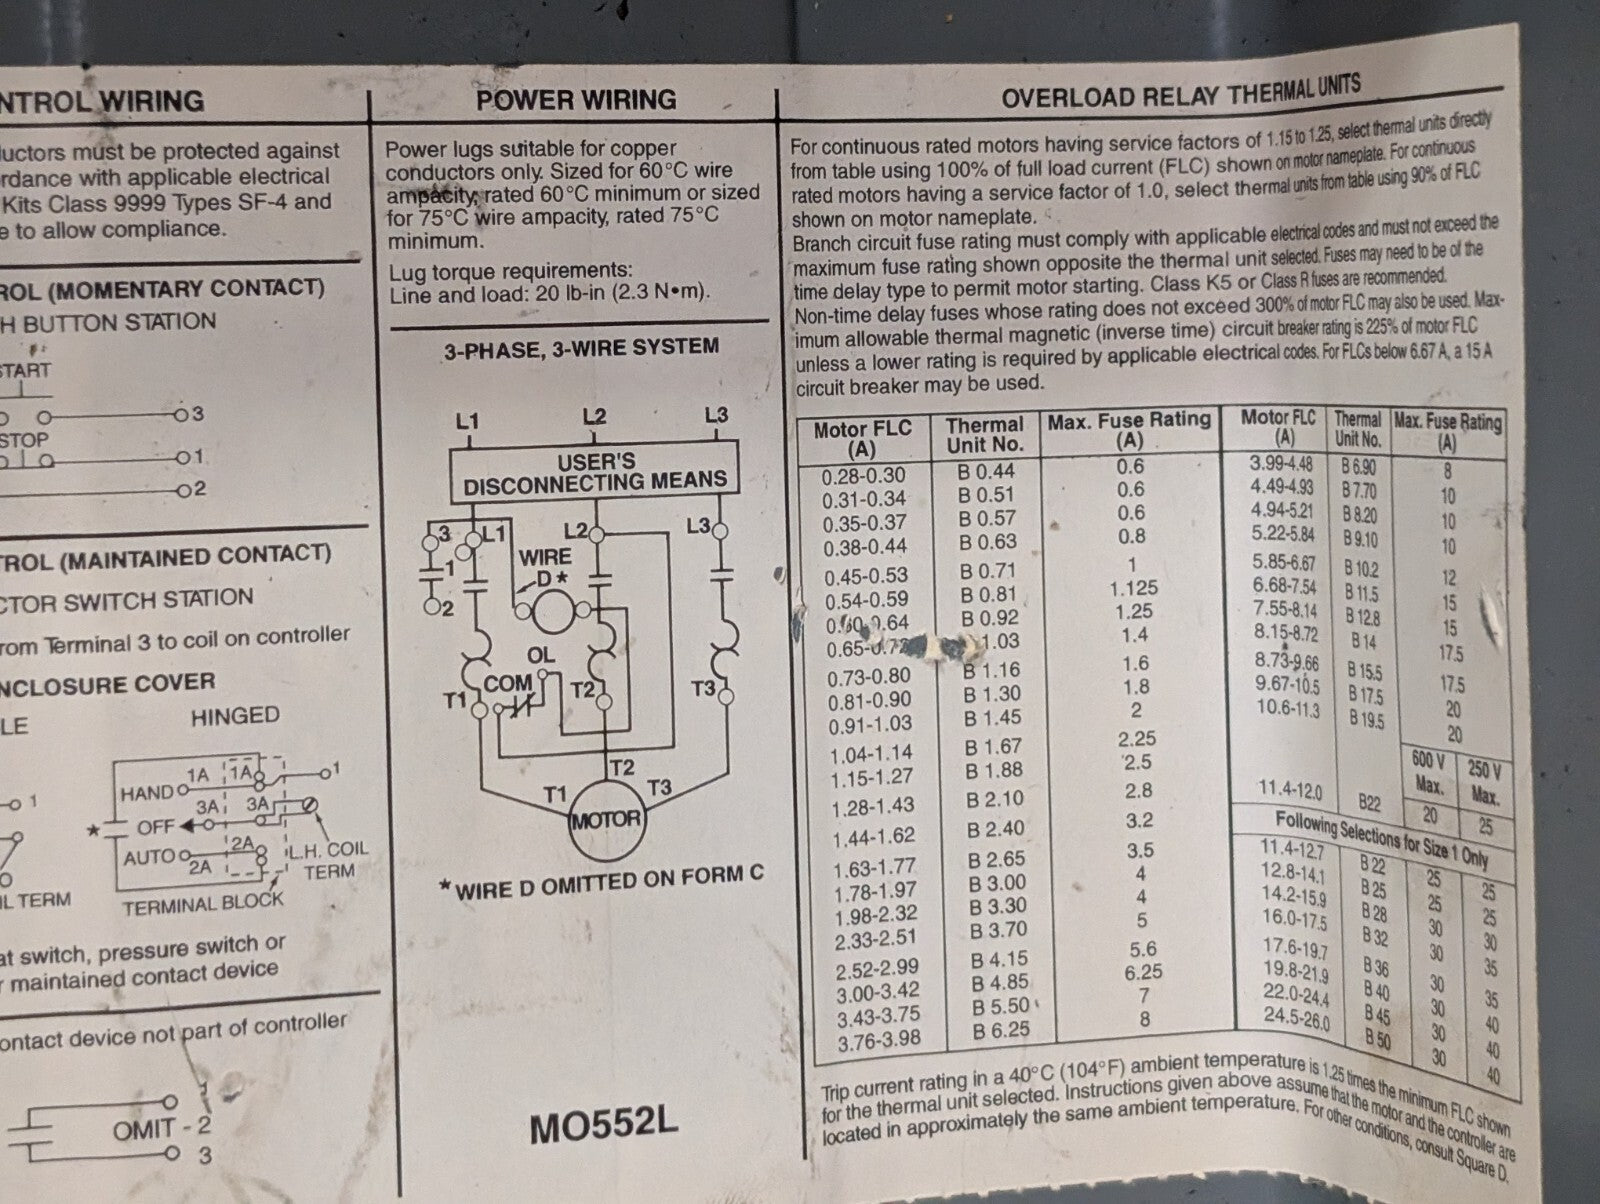 NTROL WIRING
uctors must be protected against
rdance with applicable electrical
Kits Class 9999 Types SF-4 and
e to allow compliance.
ROL (MOMENTARY CONTACT)
H BUTTON STATION
START
3
STOP
1
2
TROL (MAINTAINED CONTACT)
CTOR SWITCH STATION
rom Terminal 3 to coil on controller
NCLOSURE COVER
LE
HINGED
1
IL TERM
HAND 1A 1A 1
3A 3A
* OFF
AUTO 2A
2A
L.H. COIL
TERM
TERMINAL BLOCK
at switch, pressure switch or
r maintained contact device
ontact device not part of controller
1
OMIT - 2
3
POWER WIRING
Power lugs suitable for copper
conductors only. Sized for 60°C wire
ampacity, rated 60°C minimum or sized
for 75°C wire ampacity, rated 75°C
minimum.
Lug torque requirements:
Line and load: 20 lb-in (2.3 N•m).
3-PHASE, 3-WIRE SYSTEM
L1 L2 L3
USER'S
DISCONNECTING MEANS
3 L1 L2 L3
WIRE
1 D*
2
OL
COM
T1 T2 T3
T2
T1 T3
MOTOR
*WIRE D OMITTED ON FORM C
MO552L
OVERLOAD RELAY THERMAL UNITS
For continuous rated motors having service factors of 1.15 to 1.25, select thermal units directly
from table using 100% of full load current (FLC) shown on motor nameplate. For continuous
rated motors having a service factor of 1.0, select thermal units from table using 90% of FLC
shown on motor nameplate.
Branch circuit fuse rating must comply with applicable electrical codes and must not exceed the
maximum fuse rating shown opposite the thermal unit selected. Fuses may need to be of the
time delay type to permit motor starting. Class K5 or Class R fuses are recommended.
Non-time delay fuses whose rating does not exceed 300% of motor FLC may also be used. Max-
imum allowable thermal magnetic (inverse time) circuit breaker rating is 225% of motor FLC
unless a lower rating is required by applicable electrical codes. For FLCs below 6.67 A, a 15 A
circuit breaker may be used.
Motor FLC (A) Thermal Unit No. Max. Fuse Rating (A)
0.28-0.30 B 0.44 0.6
0.31-0.34 B 0.51 0.6
0.35-0.37 B 0.57 0.6
0.38-0.44 B 0.63 0.8
0.45-0.53 B 0.71 1
0.54-0.59 B 0.81 1.125
0.60-0.64 B 0.92 1.25
0.65-0.72 1.03 1.4
0.73-0.80 B 1.16 1.6
0.81-0.90 B 1.30 1.8
0.91-1.03 B 1.45 2
1.04-1.14 B 1.67 2.25
1.15-1.27 B 1.88 2.5
1.28-1.43 B 2.10 2.8
1.44-1.62 B 2.40 3.2
1.63-1.77 B 2.65 3.5
1.78-1.97 B 3.00 4
1.98-2.32 B 3.30 4
2.33-2.51 B 3.70 5
2.52-2.99 B 4.15 5.6
3.00-3.42 B 4.85 6.25
3.43-3.75 B 5.50 7
3.76-3.98 B 6.25 8
Motor FLC (A) Thermal Unit No. Max. Fuse Rating (A)
3.99-4.48 B 6.90 8
4.49-4.93 B 7.70 10
4.94-5.21 B 8.20 10
5.22-5.84 B 9.10 10
5.85-6.67 B 10.2 12
6.68-7.54 B 11.5 15
7.55-8.14 B 12.8 15
8.15-8.72 B 14 17.5
8.73-9.66 B 15.5 17.5
9.67-10.5 B 17.5 20
10.6-11.3 B 19.5 20
600 V Max. 250 V Max.
11.4-12.0 B22 20 25
Following Selections for Size 1 Only
11.4-12.7 B 22 25 25
12.8-14.1 B 25 25 25
14.2-15.9 B 28 30 30
16.0-17.5 B 32 30 35
17.6-19.7 B 36 30 35
19.8-21.9 B 40 30 40
22.0-24.4 B 45 30 40
24.5-26.0 B 50 30 40
Trip current rating in a 40°C (104°F) ambient temperature is 1.25 times the minimum FLC shown
for the thermal unit selected. Instructions given above assume that the motor and the controller are
located in approximately the same ambient temperature. For other conditions, consult Square D.